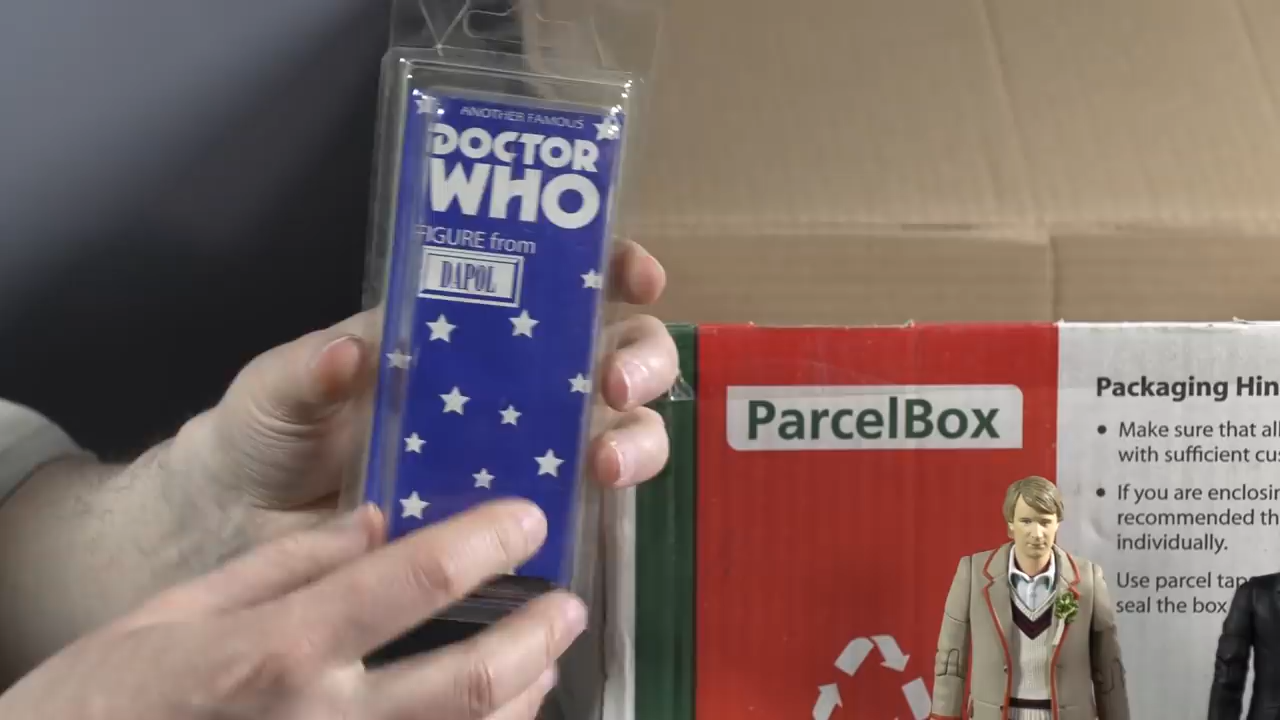 ANOTHER FAMOUS
DOCTOR
WHO
FIGURE from
DAPOL
ParcelBox
Packaging Hin
• Make sure that all
with sufficient cus
• If you are enclosin
recommended th
individually.
Use parcel tap
seal the box